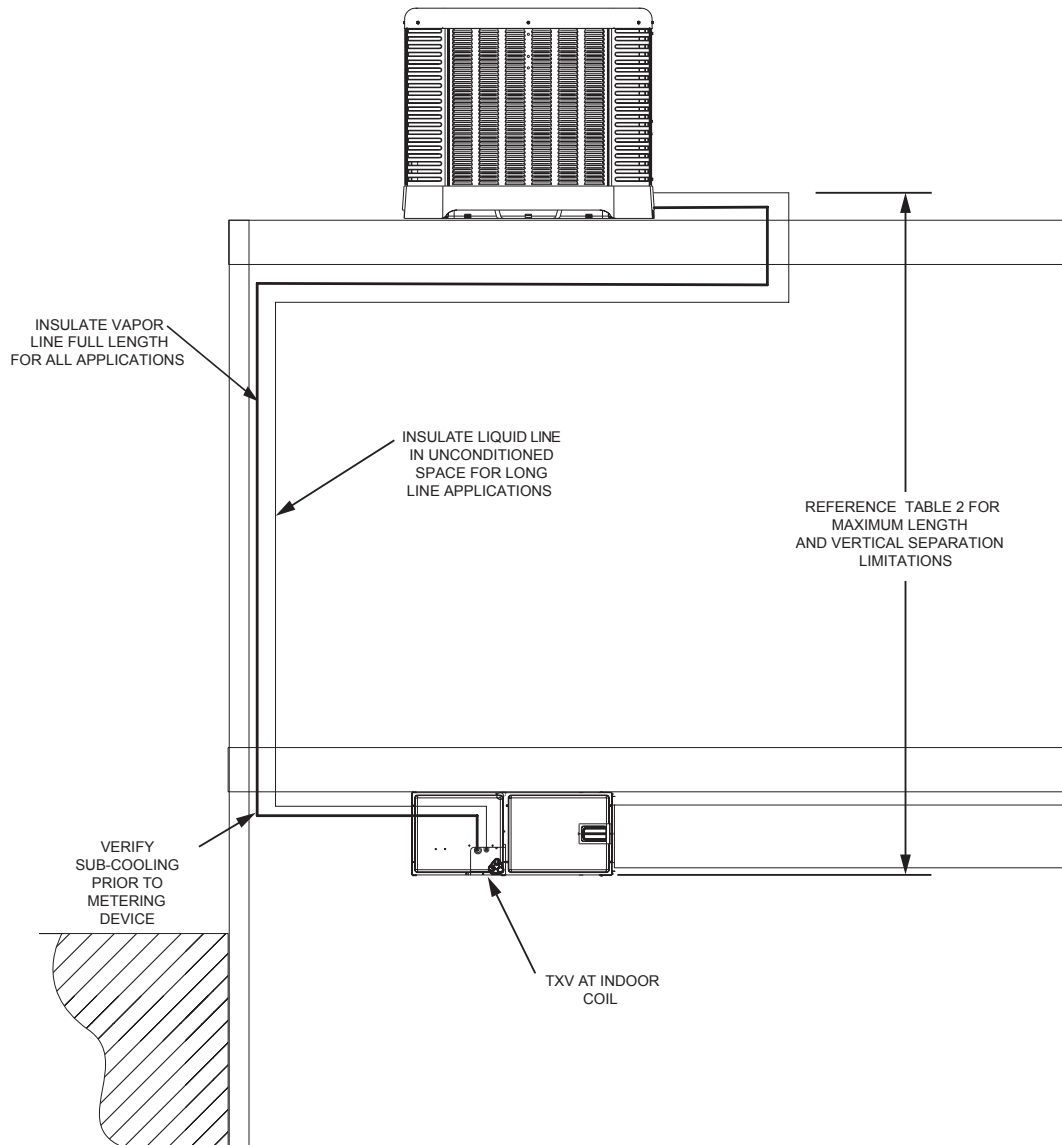 INSULATE VAPOR
LINE FULL LENGTH
FOR ALL APPLICATIONS
INSULATE LIQUID LINE
IN UNCONDITIONED
SPACE FOR LONG
LINE APPLICATIONS
REFERENCE TABLE 2 FOR
MAXIMUM LENGTH
AND VERTICAL SEPARATION
LIMITATIONS
VERIFY
SUB-COOLING
PRIOR TO
METERING
DEVICE
TXV AT INDOOR
COIL